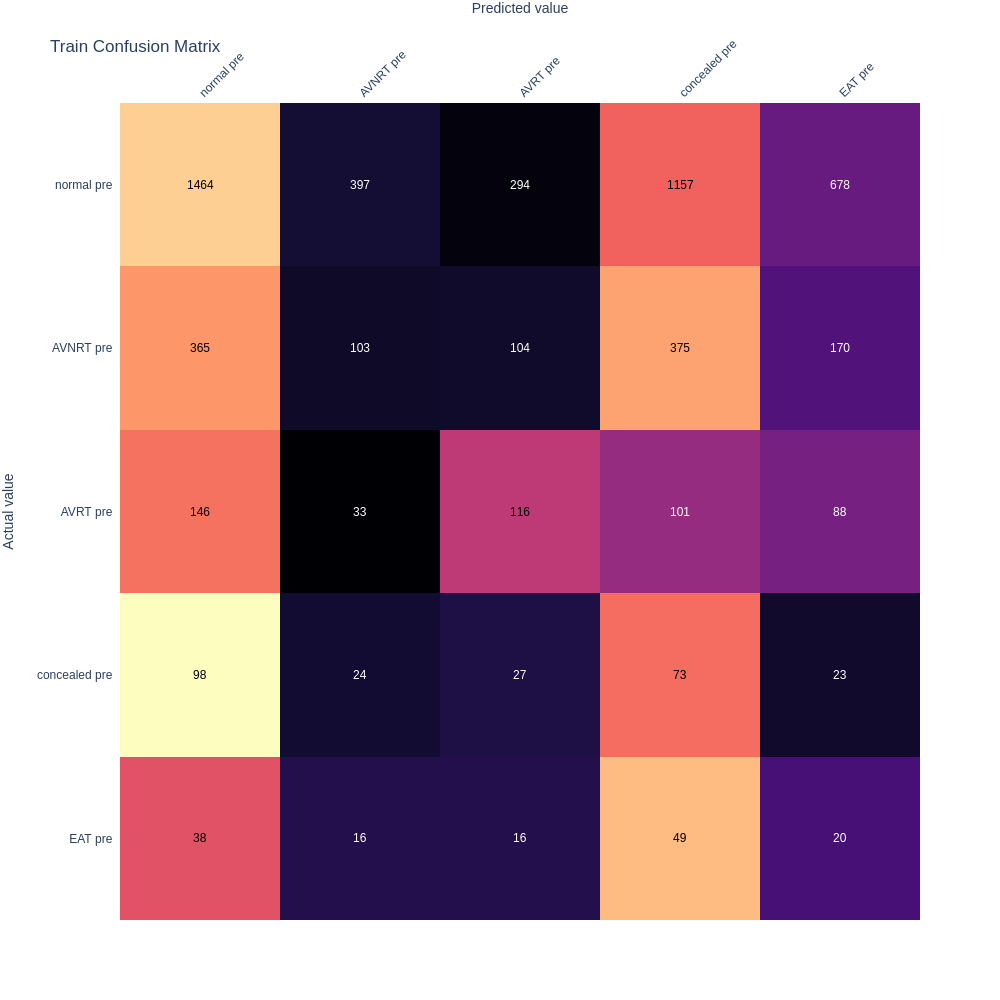 Predicted value
Train Confusion Matrix
normal pre
AVNRT pre
AVRT pre
concealed pre
EAT pre
Actual value
normal pre 1464 397 294 1157 678
AVNRT pre 365 103 104 375 170
AVRT pre 146 33 116 101 88
concealed pre 98 24 27 73 23
EAT pre 38 16 16 49 20